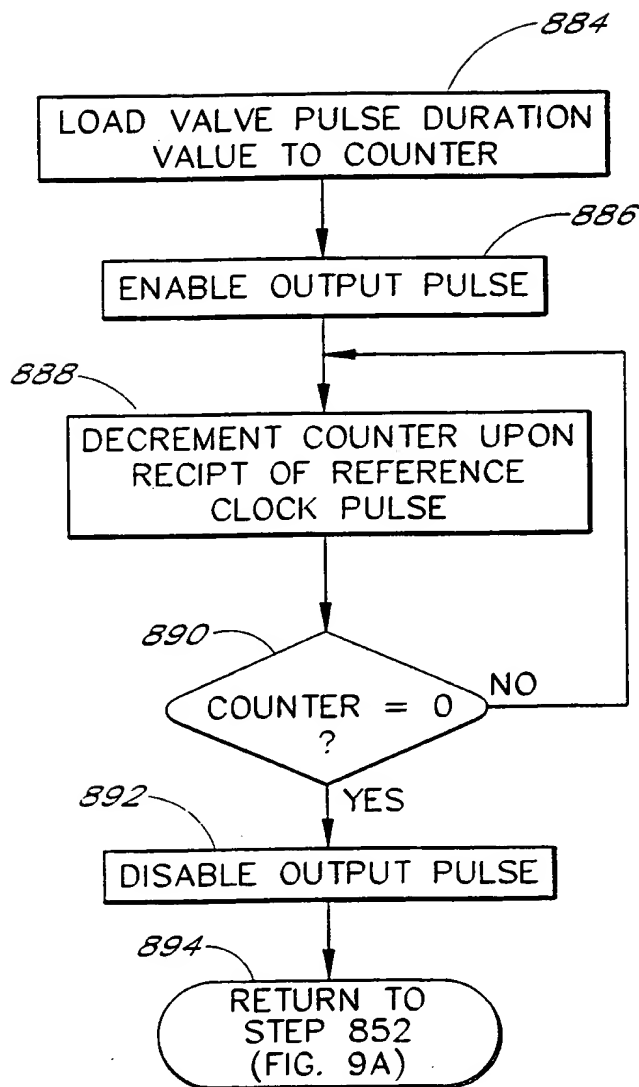 884
LOAD VALVE PULSE DURATION
VALUE TO COUNTER
886
ENABLE OUTPUT PULSE
888
DECREMENT COUNTER UPON
RECIPT OF REFERENCE
CLOCK PULSE
890
COUNTER = 0
?
NO
YES
892
DISABLE OUTPUT PULSE
894
RETURN TO
STEP 852
(FIG. 9A)